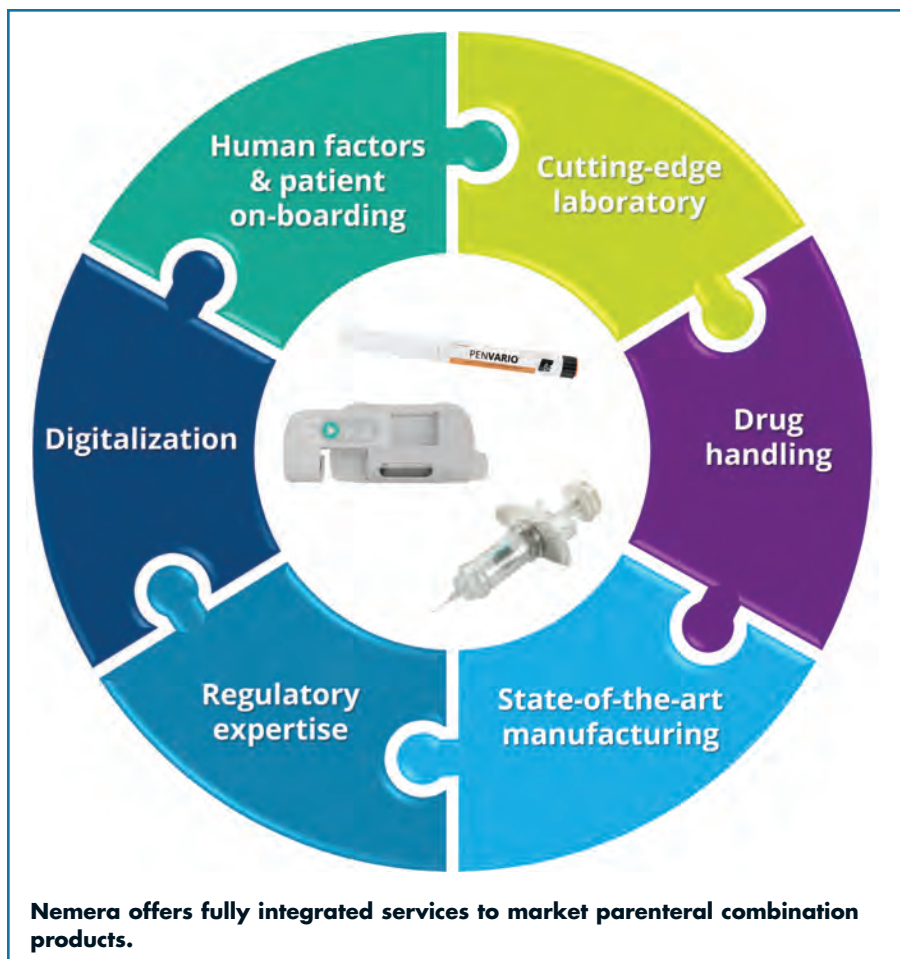 Human factors
& patient
on-boarding
Cutting-edge
laboratory
Digitalization
PENVARIO
Drug
handling
Regulatory
expertise
State-of-the-art
manufacturing
Nemera offers fully integrated services to market parenteral combination
products.